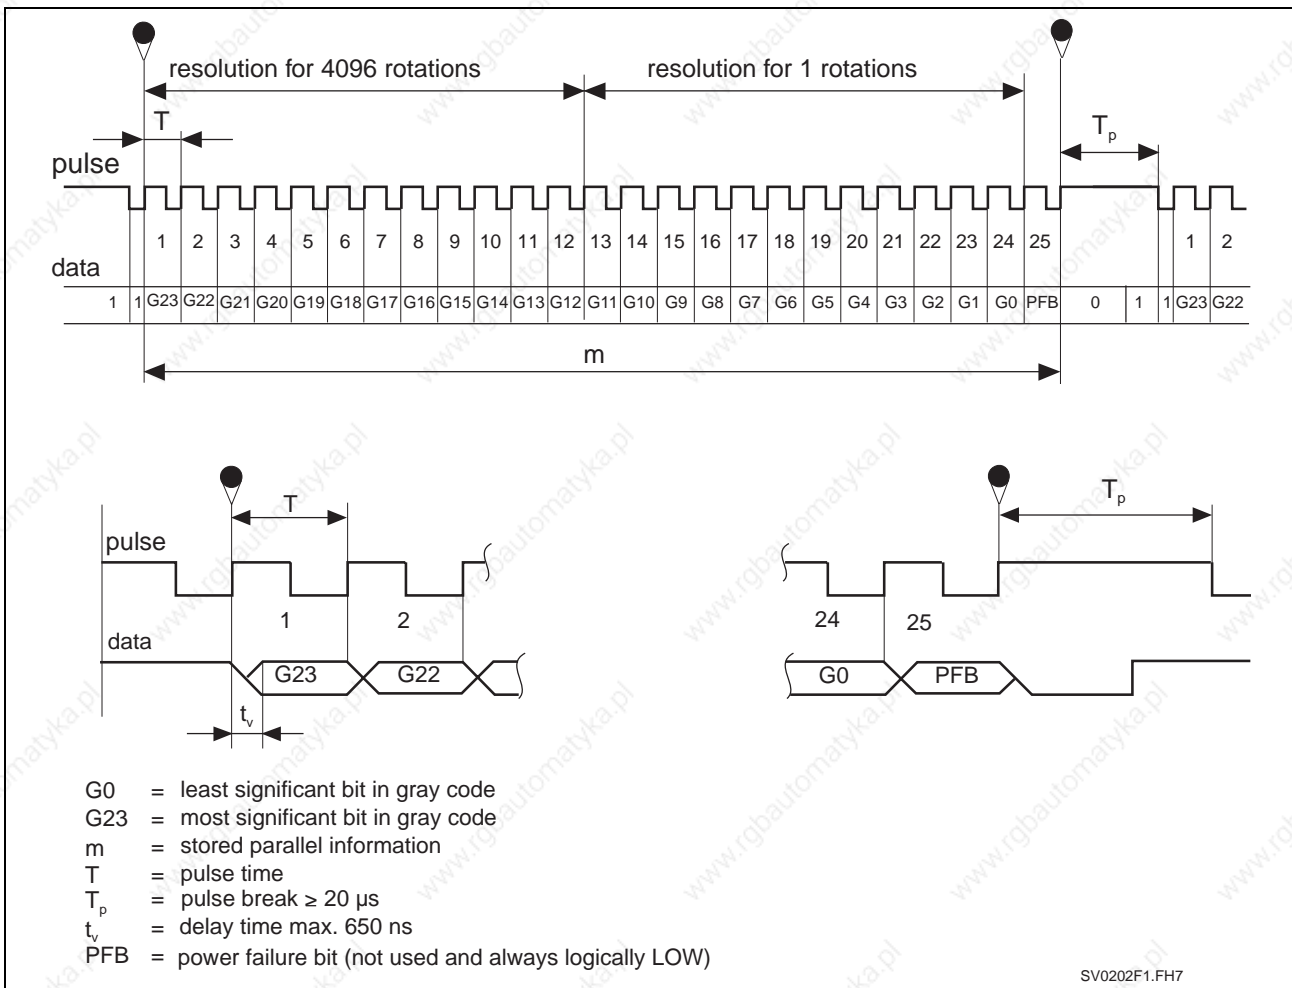 resolution for 4096 rotations
resolution for 1 rotations
T
Tp
pulse
1 2 3 4 5 6 7 8 9 10 11 12 13 14 15 16 17 18 19 20 21 22 23 24 25 1 2
data
1 1 G23 G22 G21 G20 G19 G18 G17 G16 G15 G14 G13 G12 G11 G10 G9 G8 G7 G6 G5 G4 G3 G2 G1 G0 PFB 0 1 1 G23 G22
m
T
Tp
pulse
1 2
24 25
data
G23 G22
G0 PFB
tv
G0 = least significant bit in gray code
G23 = most significant bit in gray code
m = stored parallel information
T = pulse time
Tp = pulse break ≥ 20 µs
tv = delay time max. 650 ns
PFB = power failure bit (not used and always logically LOW)
SV0202F1.FH7
www.rgbautomatyka.pl